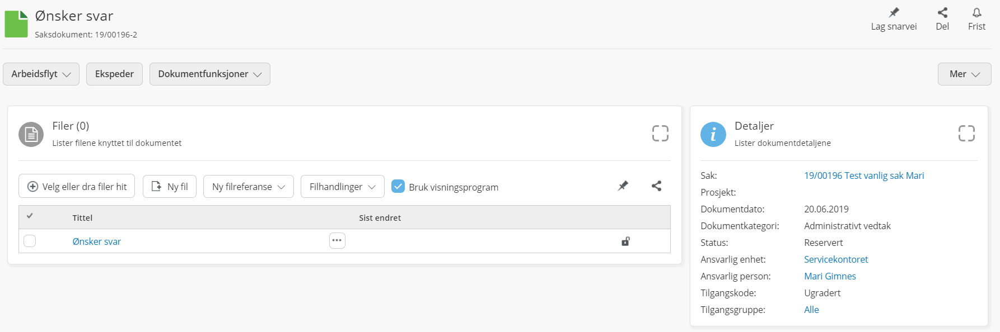 Ønsker svar
Saksdokument: 19/00196-2
Lag snarvei
Del
Frist
Arbeidsflyt
Ekspeder
Dokumentfunksjoner
Mer
Filer (0)
Lister filene knyttet til dokumentet
Velg eller dra filer hit
Ny fil
Ny filreferanse
Filhandlinger
Bruk visningsprogram
Tittel
Sist endret
Ønsker svar
Detaljer
Lister dokumentdetaljene
Sak: 19/00196 Test vanlig sak Mari
Prosjekt:
Dokumentdato: 20.06.2019
Dokumentkategori: Administrativt vedtak
Status: Reservert
Ansvarlig enhet: Servicekontoret
Ansvarlig person: Mari Gimnes
Tilgangskode: Ugradert
Tilgangsgruppe: Alle